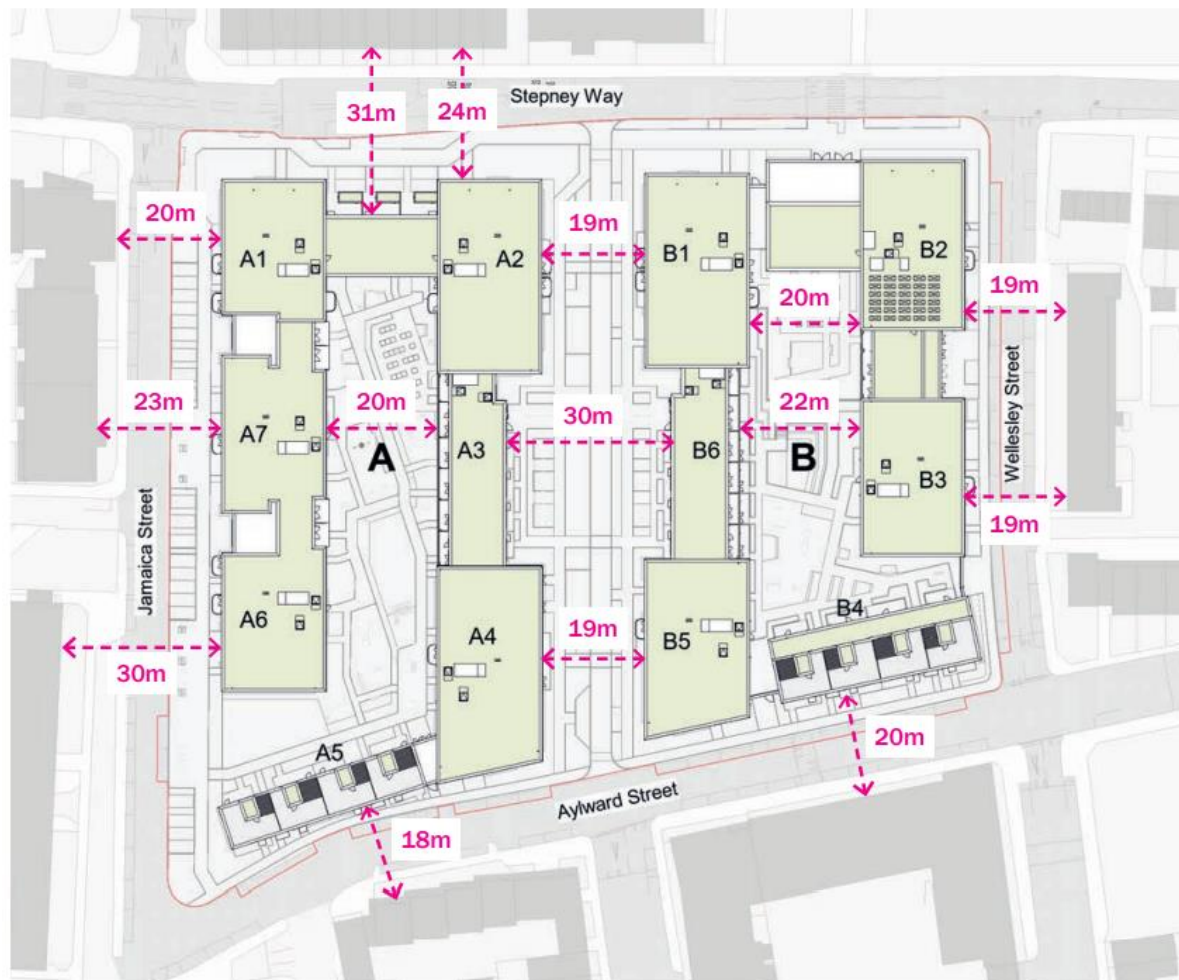 Stepney Way
31m
24m
20m
A1
A2
19m
B1
B2
20m
19m
23m
A7
20m
A
A3
30m
B6
22m
B
B3
19m
Wellesley Street
Jamaica Street
A6
30m
A4
19m
B5
B4
A5
20m
Aylward Street
18m